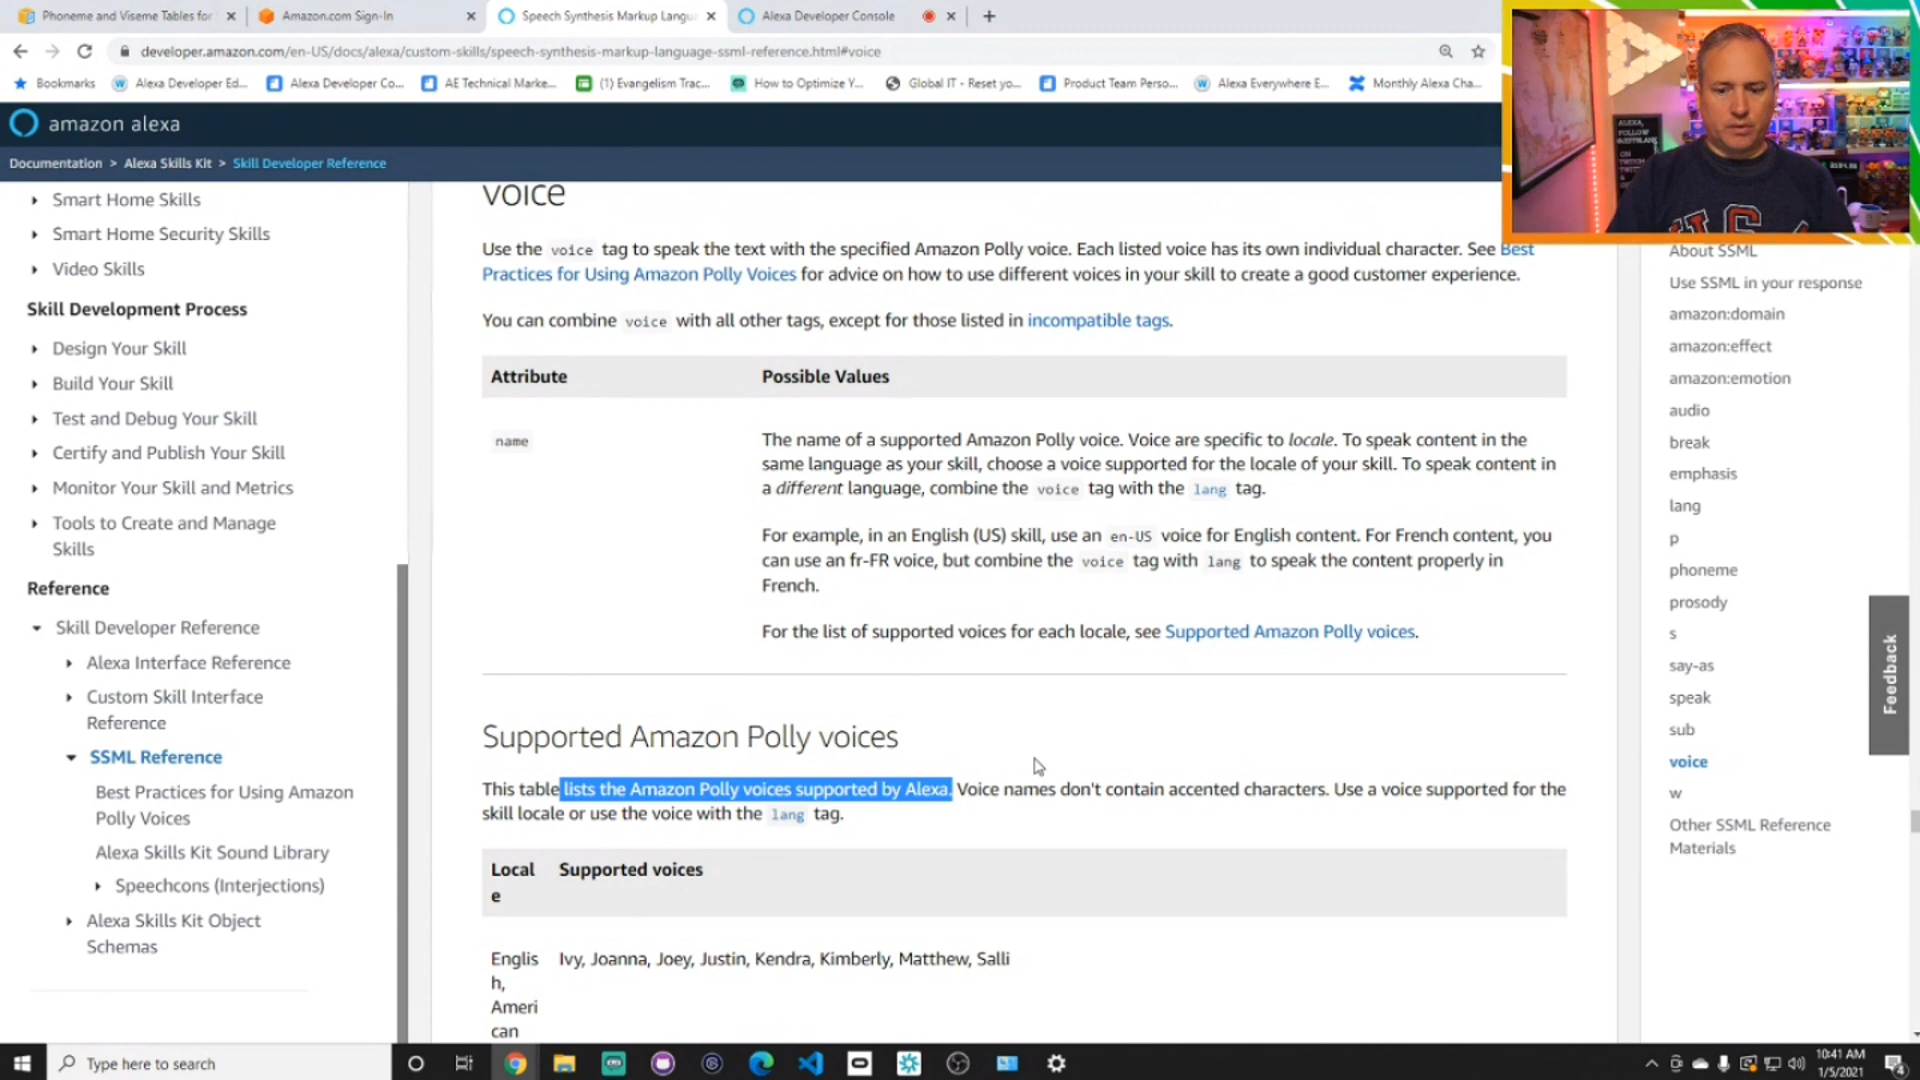 Phoneme and Viseme Tables for
Amazon.com Sign-In
Speech Synthesis Markup Langu
Alexa Developer Console
developer.amazon.com/en-US/docs/alexa/custom-skills/speech-synthesis-markup-language-ssml-reference.html#voice
Bookmarks
Alexa Developer Ed...
Alexa Developer Co...
AE Technical Marke...
(1) Evangelism Trac...
How to Optimize Y...
Global IT - Reset yo...
Product Team Perso...
Alexa Everywhere E...
Monthly Alexa Cha...
amazon alexa
Documentation > Alexa Skills Kit > Skill Developer Reference
Smart Home Skills
Smart Home Security Skills
Video Skills
Skill Development Process
Design Your Skill
Build Your Skill
Test and Debug Your Skill
Certify and Publish Your Skill
Monitor Your Skill and Metrics
Tools to Create and Manage
Skills
Reference
Skill Developer Reference
Alexa Interface Reference
Custom Skill Interface
Reference
SSML Reference
Best Practices for Using Amazon
Polly Voices
Alexa Skills Kit Sound Library
Speechcons (Interjections)
Alexa Skills Kit Object
Schemas
voice
Use the voice tag to speak the text with the specified Amazon Polly voice. Each listed voice has its own individual character. See Best
Practices for Using Amazon Polly Voices for advice on how to use different voices in your skill to create a good customer experience.
You can combine voice with all other tags, except for those listed in incompatible tags.
Attribute Possible Values
name
The name of a supported Amazon Polly voice. Voice are specific to locale. To speak content in the
same language as your skill, choose a voice supported for the locale of your skill. To speak content in
a different language, combine the voice tag with the lang tag.
For example, in an English (US) skill, use an en-US voice for English content. For French content, you
can use an fr-FR voice, but combine the voice tag with lang to speak the content properly in
French.
For the list of supported voices for each locale, see Supported Amazon Polly voices.
Supported Amazon Polly voices
This table lists the Amazon Polly voices supported by Alexa. Voice names don't contain accented characters. Use a voice supported for the
skill locale or use the voice with the lang tag.
Local Supported voices
e
Englis Ivy, Joanna, Joey, Justin, Kendra, Kimberly, Matthew, Salli
h,
Ameri
can
About SSML
Use SSML in your response
amazon:domain
amazon:effect
amazon:emotion
audio
break
emphasis
lang
p
phoneme
prosody
s
say-as
speak
sub
voice
w
Other SSML Reference
Materials
Feedback
ALEXA,
FOLLOW
ON
Type here to search
10:41 AM
1/5/2021
4